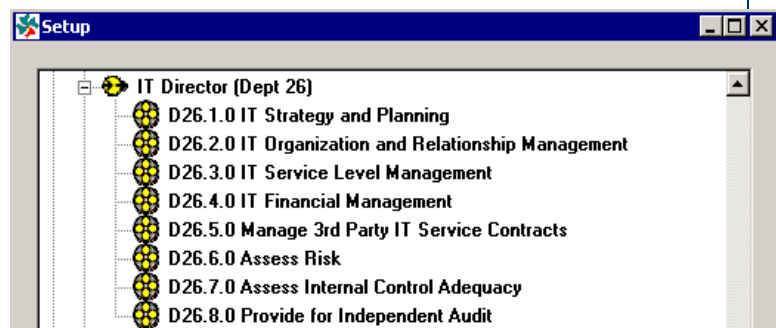 Setup
IT Director (Dept 26)
D26.1.0 IT Strategy and Planning
D26.2.0 IT Organization and Relationship Management
D26.3.0 IT Service Level Management
D26.4.0 IT Financial Management
D26.5.0 Manage 3rd Party IT Service Contracts
D26.6.0 Assess Risk
D26.7.0 Assess Internal Control Adequacy
D26.8.0 Provide for Independent Audit